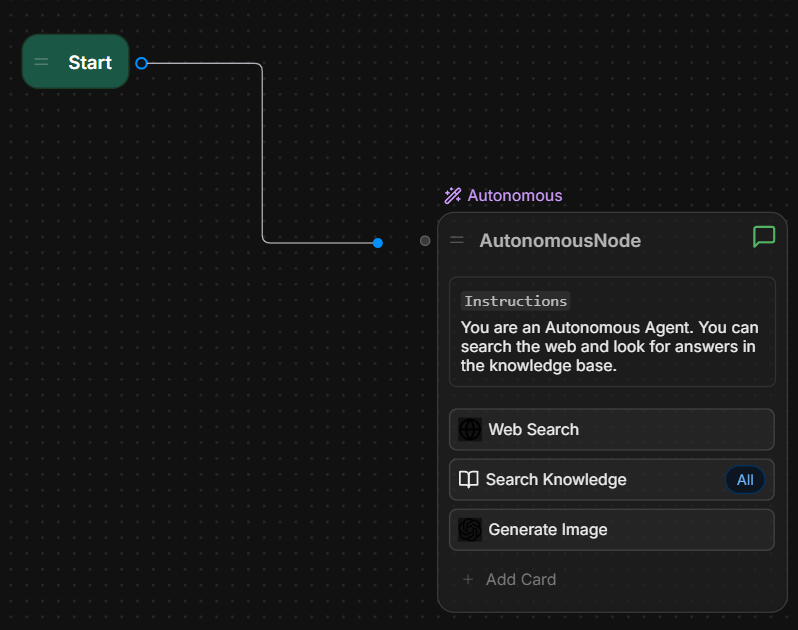 Start
Autonomous
AutonomousNode
Instructions
You are an Autonomous Agent. You can
search the web and look for answers in
the knowledge base.
Web Search
Search Knowledge All
Generate Image
+ Add Card